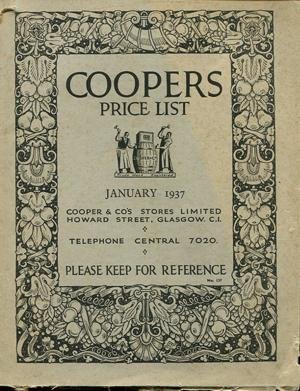 COOPERS
PRICE LIST
JANUARY 1937
COOPER & CO'S STORES LIMITED
HOWARD STREET, GLASGOW. C.I.
TELEPHONE CENTRAL 7020.
PLEASE KEEP FOR REFERENCE